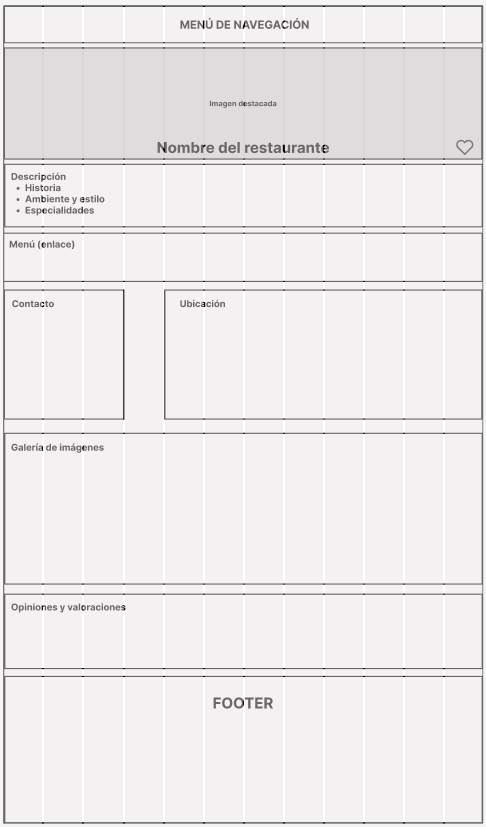 MENÚ DE NAVEGACIÓN
Imagen destacada
Nombre del restaurante
Descripción
• Historia
• Ambiente y estilo
• Especialidades
Menú (enlace)
Contacto
Ubicación
Galería de imágenes
Opiniones y valoraciones
FOOTER